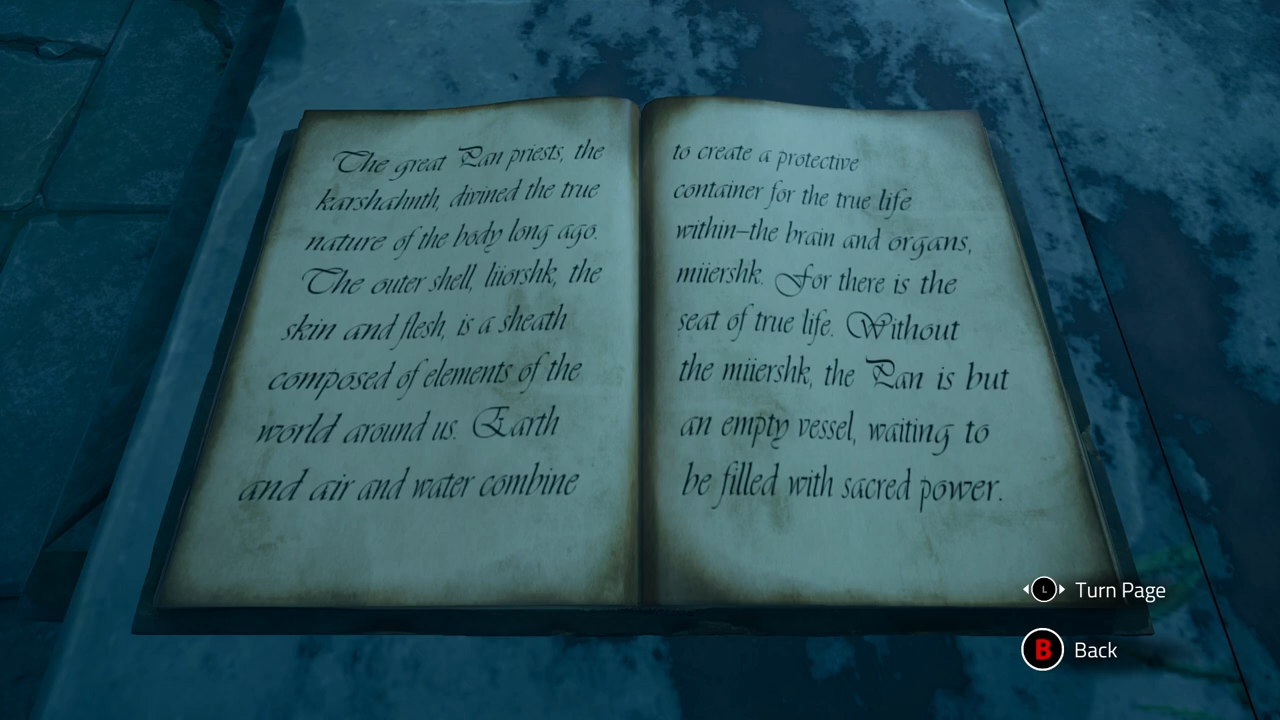 The great Pan priests, the
karshahnth, divined the true
nature of the body long ago.
The outer shell, lüorshk, the
skin and flesh, is a sheath
composed of elements of the
world around us. Earth
and air and water combine
to create a protective
container for the true life
within–the brain and organs,
müershk. For there is the
seat of true life. Without
the müershk, the Pan is but
an empty vessel, waiting to
be filled with sacred power.
L Turn Page
B Back